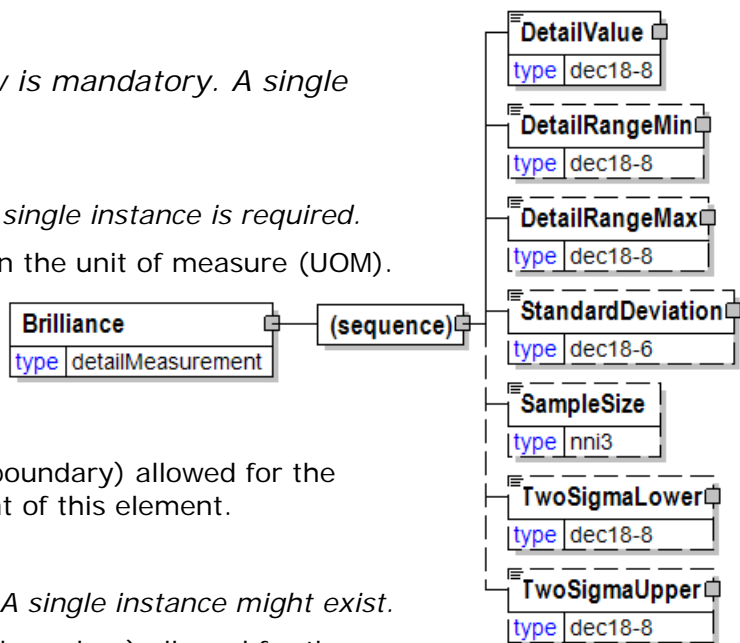 y is mandatory. A single
single instance is required.
n the unit of measure (UOM).
boundary) allowed for the
t of this element.
A single instance might exist.
Brilliance
type detailMeasurement
(sequence)
DetailValue
type dec18-8
DetailRangeMin
type dec18-8
DetailRangeMax
type dec18-8
StandardDeviation
type dec18-6
SampleSize
type nni3
TwoSigmaLower
type dec18-8
TwoSigmaUpper
type dec18-8